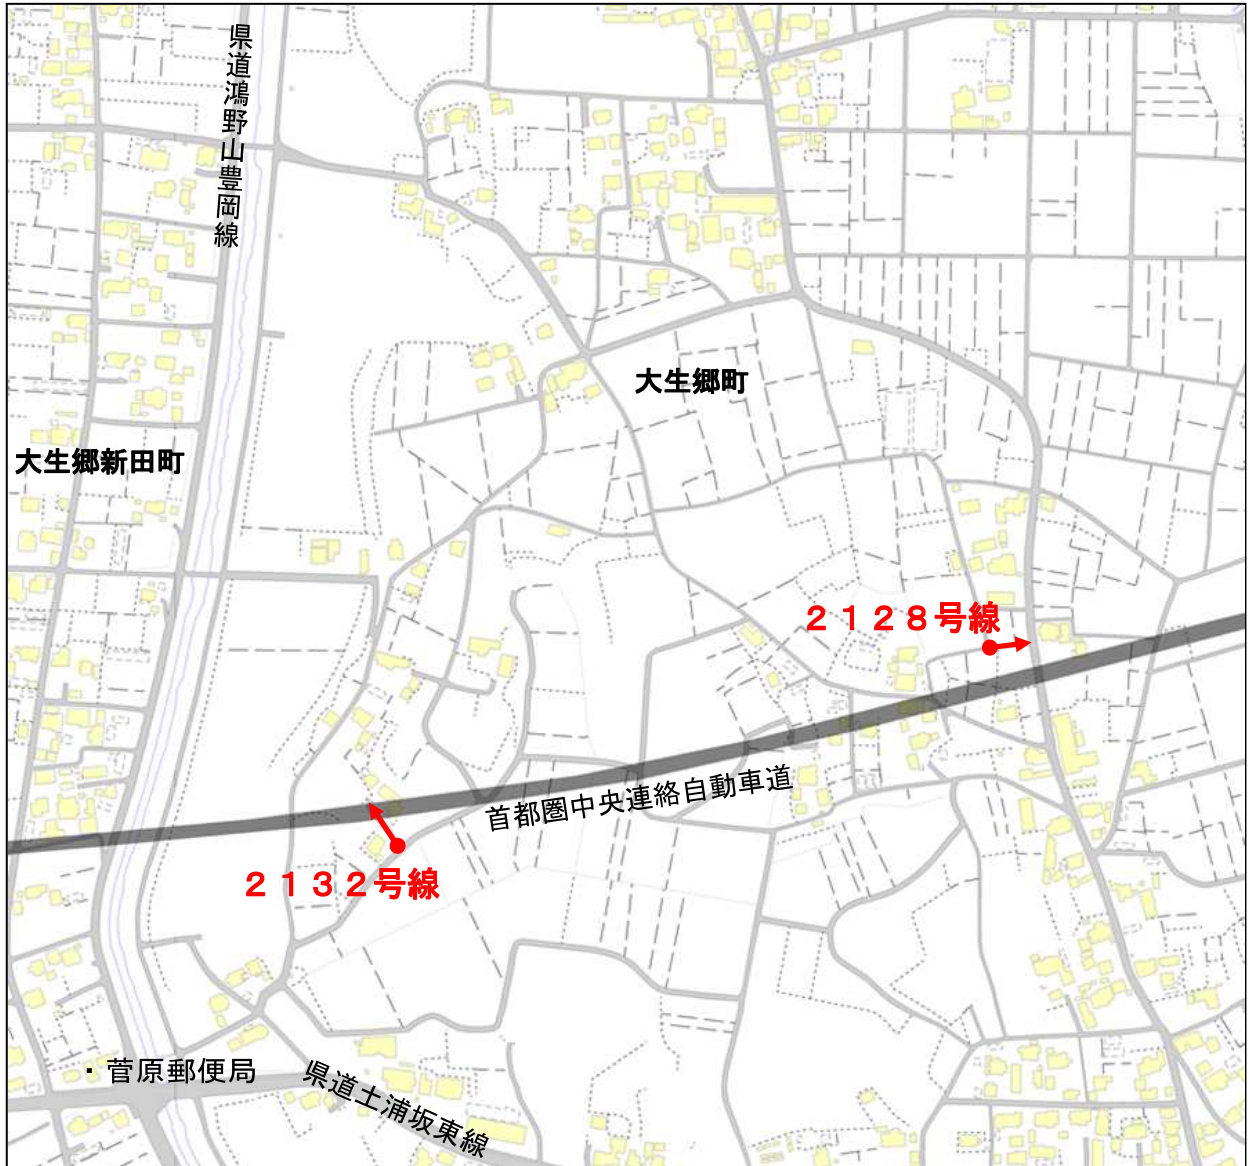 県道鴻野山豊岡線
大生郷町
大生郷新田町
２１２８号線
首都圏中央連絡自動車道
２１３２号線
・菅原郵便局
県道土浦坂東線